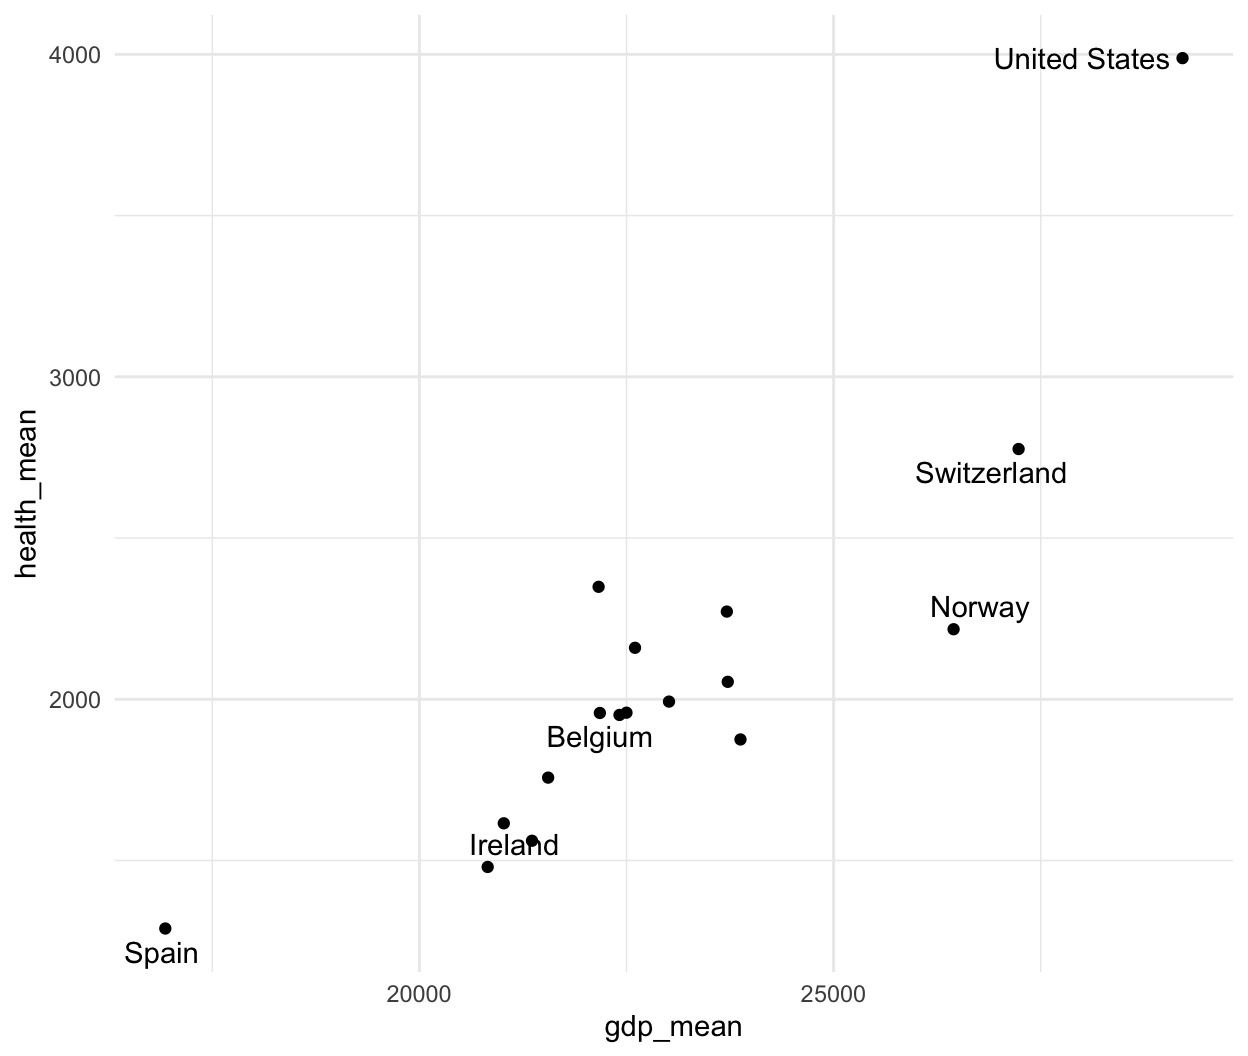 4000
United States
3000
Switzerland
Norway
2000
Belgium
Ireland
Spain
20000
25000
gdp_mean
health_mean